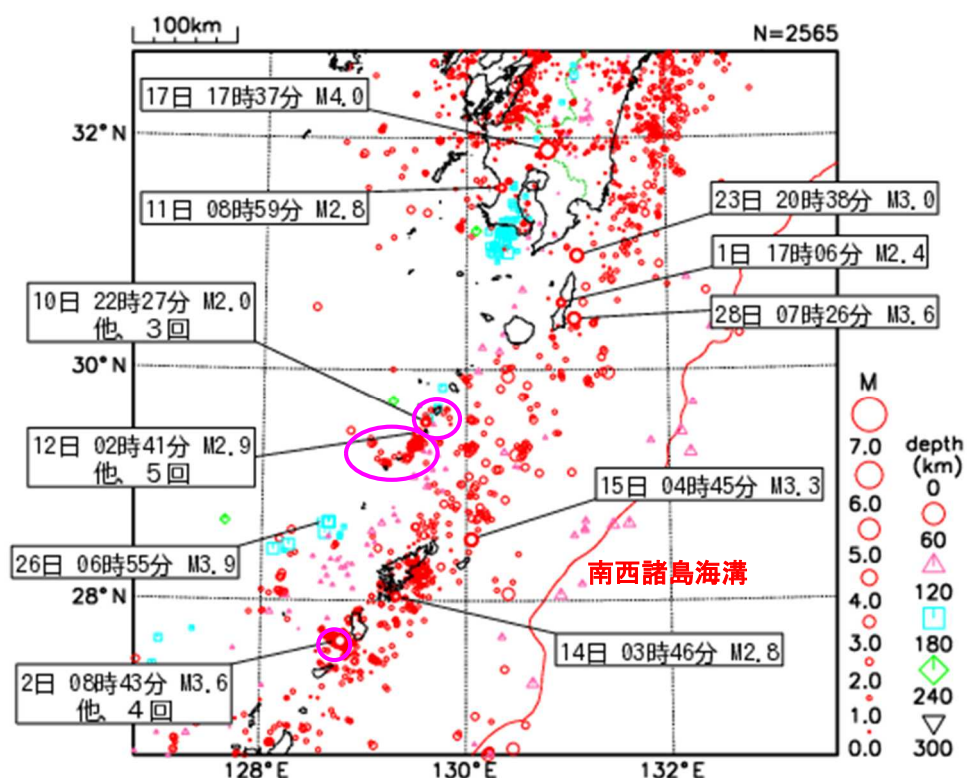 100km
N=2565
17日 17時37分 M4.0
32°N
11日 08時59分 M2.8
23日 20時38分 M3.0
1日 17時06分 M2.4
10日 22時27分 M2.0
他、3回
28日 07時26分 M3.6
30°N
12日 02時41分 M2.9
他、5回
15日 04時45分 M3.3
26日 06時55分 M3.9
南西諸島海溝
28°N
14日 03時46分 M2.8
2日 08時43分 M3.6
他、4回
128°E
130°E
132°E
M
7.0
6.0
5.0
4.0
3.0
2.0
1.0
0.0
depth
(km)
0
60
120
180
240
300